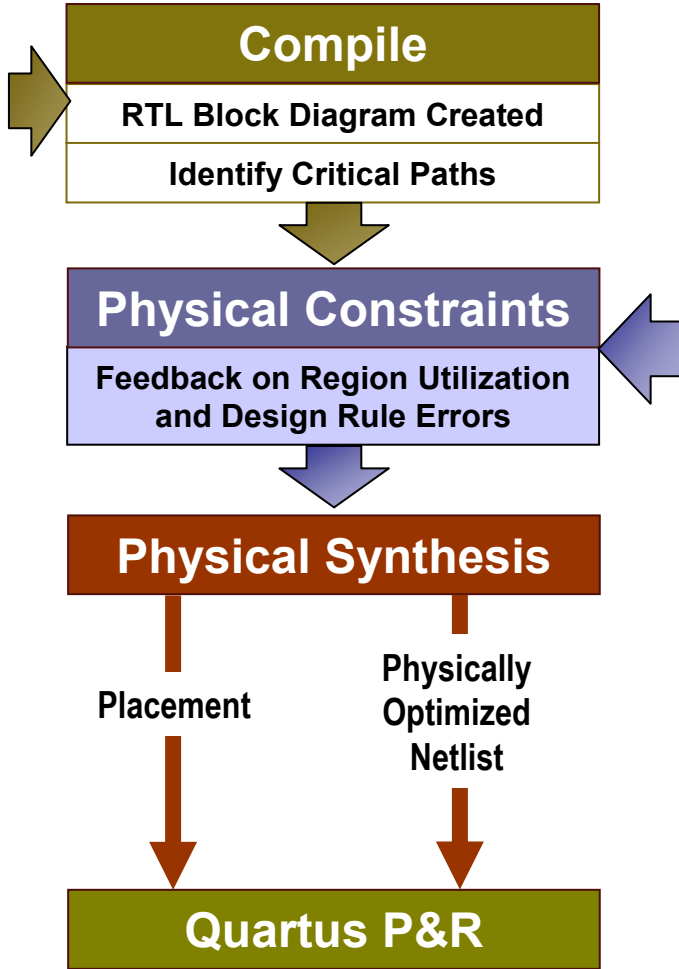 Compile
RTL Block Diagram Created
Identify Critical Paths
Physical Constraints
Feedback on Region Utilization
and Design Rule Errors
Physical Synthesis
Placement
Physically
Optimized
Netlist
Quartus P&R